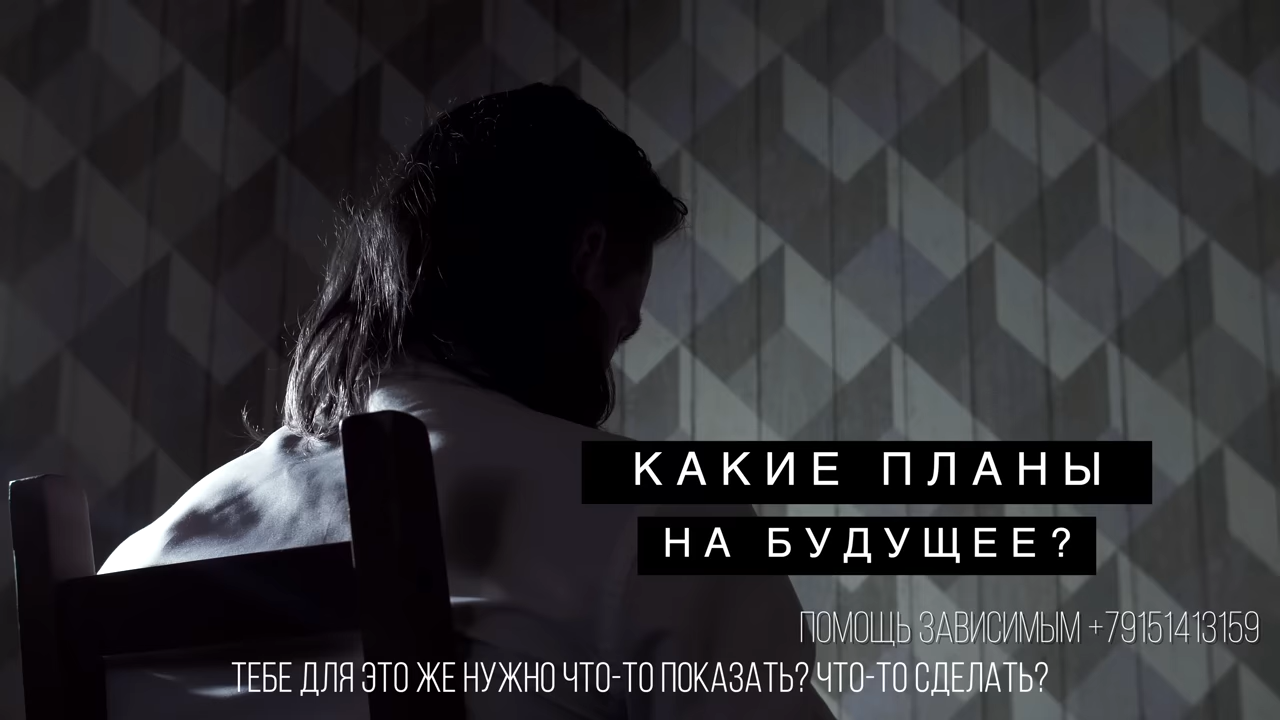 КАКИЕ ПЛАНЫ
НА БУДУЩЕЕ?
ПОМОЩЬ ЗАВИСИМЫМ +79151413159
ТЕБЕ ДЛЯ ЭТО ЖЕ НУЖНО ЧТО-ТО ПОКАЗАТЬ? ЧТО-ТО СДЕЛАТЬ?